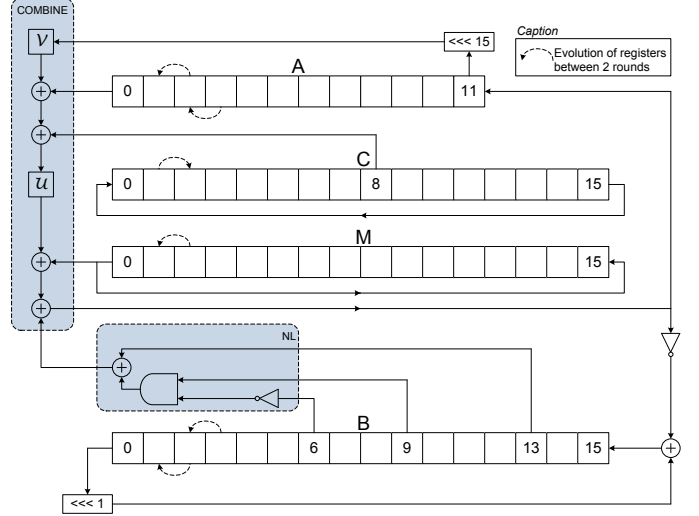 COMBINE
Caption
V
<<< 15
Evolution of registers
between 2 rounds
A
0 11
C
U
0 8 15
M
0 15
NL
B
0 6 9 13 15
<<< 1